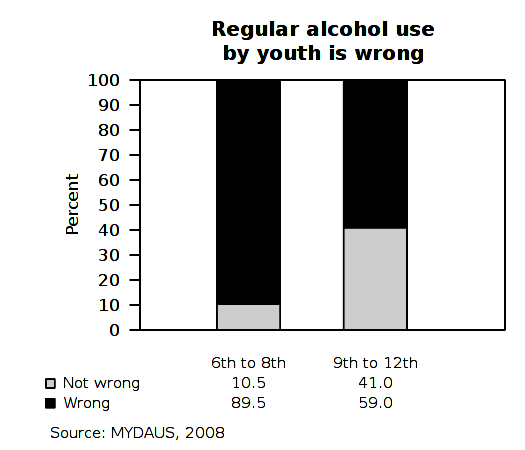 Regular alcohol use
by youth is wrong
100
90
80
70
60
50
40
30
20
10
0
Percent
6th to 8th 9th to 12th
Not wrong 10.5 41.0
Wrong 89.5 59.0
Source: MYDAUS, 2008